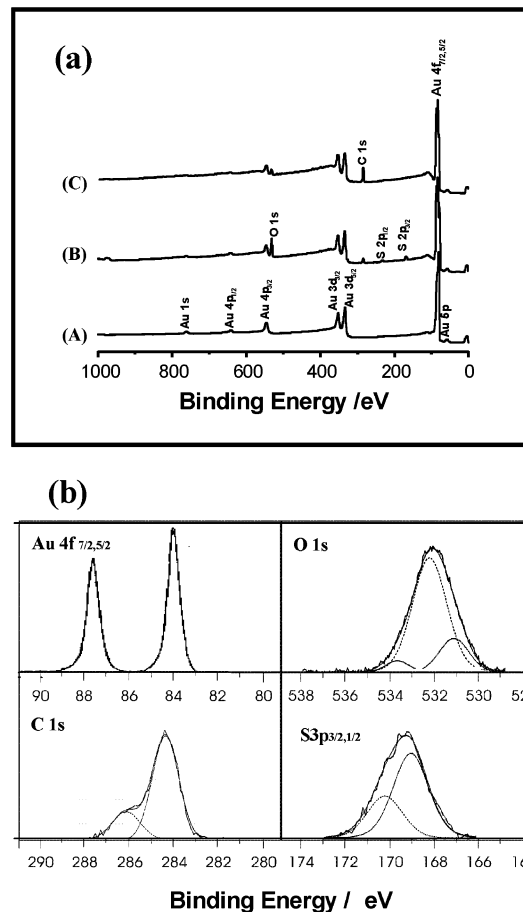 (a)
Au 4f 7/2,5/2
(C)
C 1s
(B)
O 1s
S 2p1/2
S 2p3/2
(A)
Au 1s
Au 4p1/2
Au 4p3/2
Au 3d3/2
Au 3d5/2
Au 5p
1000 800 600 400 200 0
Binding Energy /eV
(b)
Au 4f 7/2,5/2
O 1s
90 88 86 84 82 80
538 536 534 532 530
C 1s
S3p3/2,1/2
290 288 286 284 282 280
174 172 170 168 166
Binding Energy / eV